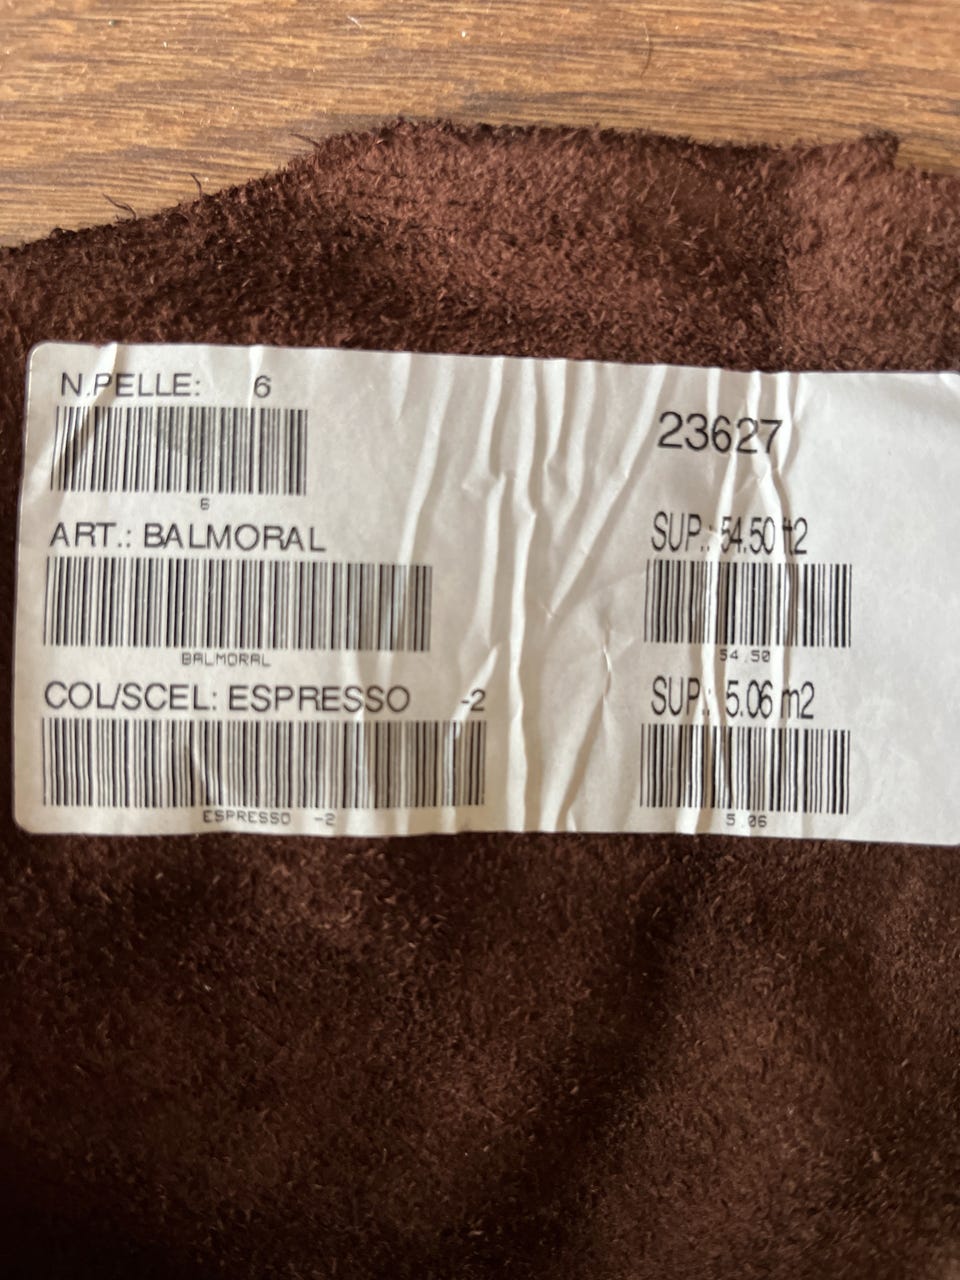 N.PELLE: 6
6
ART.: BALMORAL
BALMORAL
COL/SCEL: ESPRESSO -2
ESPRESSO -2
23627
SUP.: 54.50 ft2
54.50
SUP.: 5.06 m2
5.06